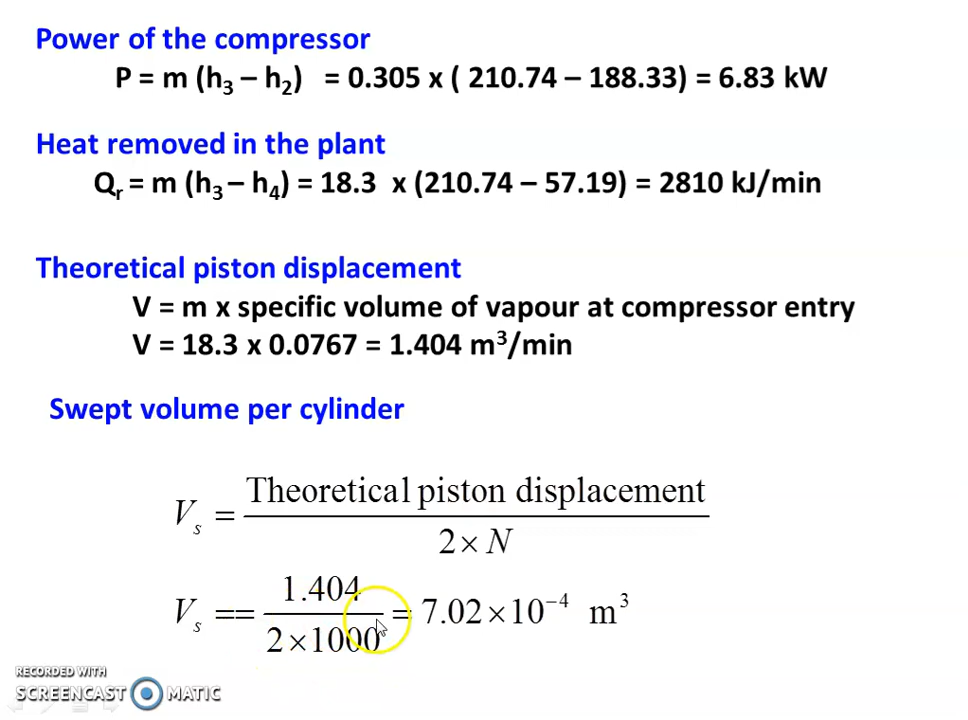 Power of the compressor
P = m (h₃ – h₂) = 0.305 x ( 210.74 – 188.33) = 6.83 kW
Heat removed in the plant
Qᵣ = m (h₃ – h₄) = 18.3 x (210.74 – 57.19) = 2810 kJ/min
Theoretical piston displacement
V = m x specific volume of vapour at compressor entry
V = 18.3 x 0.0767 = 1.404 m³/min
Swept volume per cylinder
Vₛ = Theoretical piston displacement / 2 × N
Vₛ == 1.404 / 2 × 1000 = 7.02 × 10⁻⁴ m³
RECORDED WITH
SCREENCAST MATIC